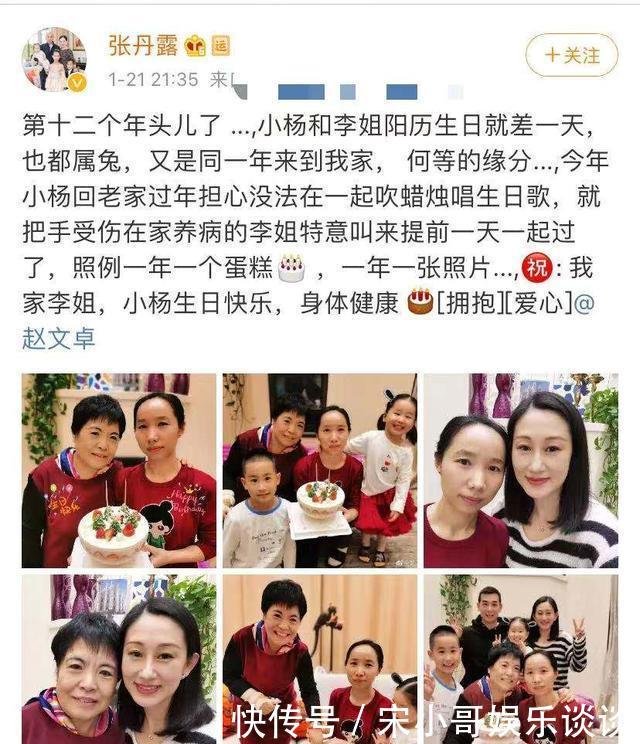 张丹露
+关注
1-21 21:35 来
第十二个年头儿了 ...,小杨和李姐阳历生日就差一天，
也都属兔，又是同一年来到我家， 何等的缘分...,今年
小杨回老家过年担心没法在一起吹蜡烛唱生日歌，就
把手受伤在家养病的李姐特意叫来提前一天一起过
了，照例一年一个蛋糕🎂 ，一年一张照片...,㊗️: 我
家李姐，小杨生日快乐，身体健康🎂[拥抱][爱心]@
赵文卓
生日快乐
Happy Birthday
快传号 / 宋小哥娱乐谈谈